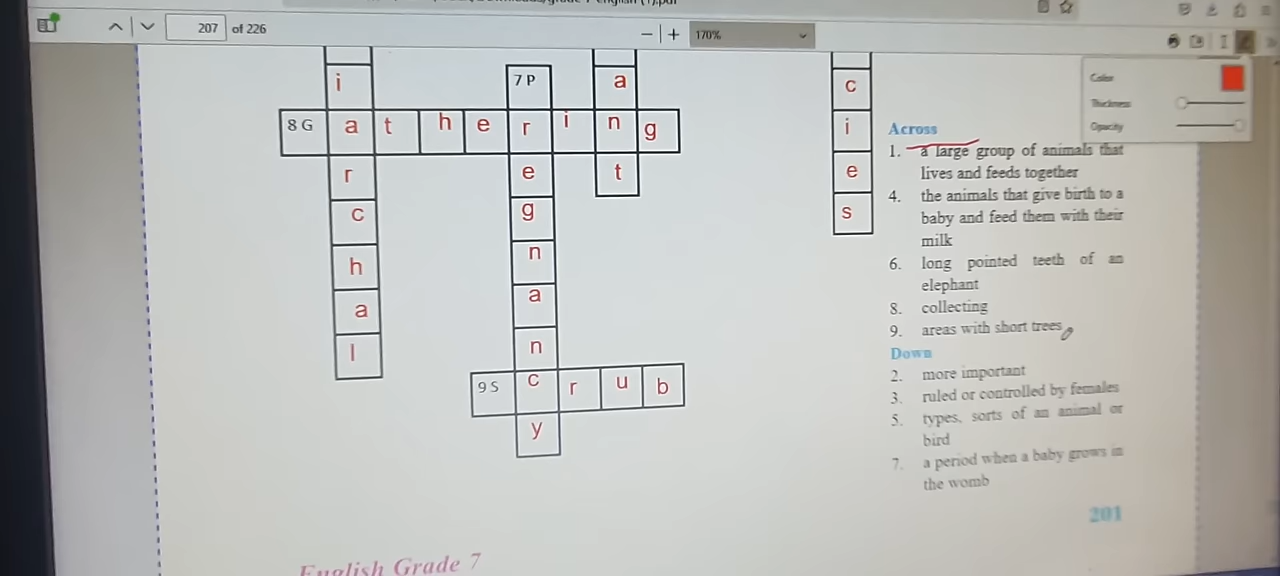 207 of 226
170%
Color
Thickness
Opacity
i
7 P
a
c
8 G a t h e r i n g
i
r
e
t
e
c
g
s
h
n
a
a
l
n
9 S c r u b
y
Across
1. a large group of animals that
lives and feeds together
4. the animals that give birth to a
baby and feed them with their
milk
6. long pointed teeth of an
elephant
8. collecting
9. areas with short trees
Down
2. more important
3. ruled or controlled by females
5. types, sorts of an animal or
bird
7. a period when a baby grows in
the womb
201
English Grade 7